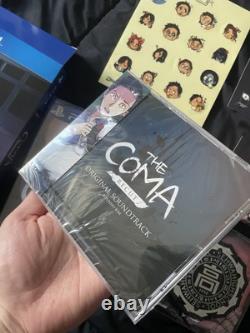 THE
COMA
RECUT
ORIGINAL SOUNDTRACK